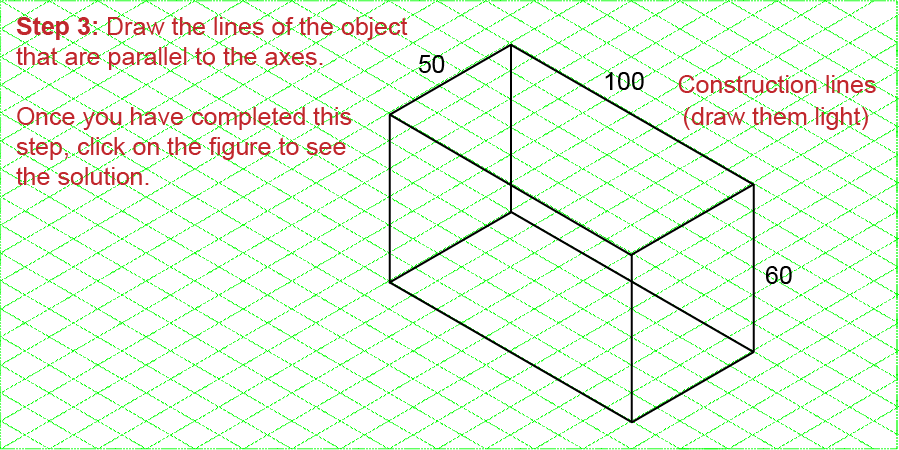 Step 3: Draw the lines of the object
that are parallel to the axes.
50
100
Construction lines
(draw them light)
Once you have completed this
step, click on the figure to see
the solution.
60